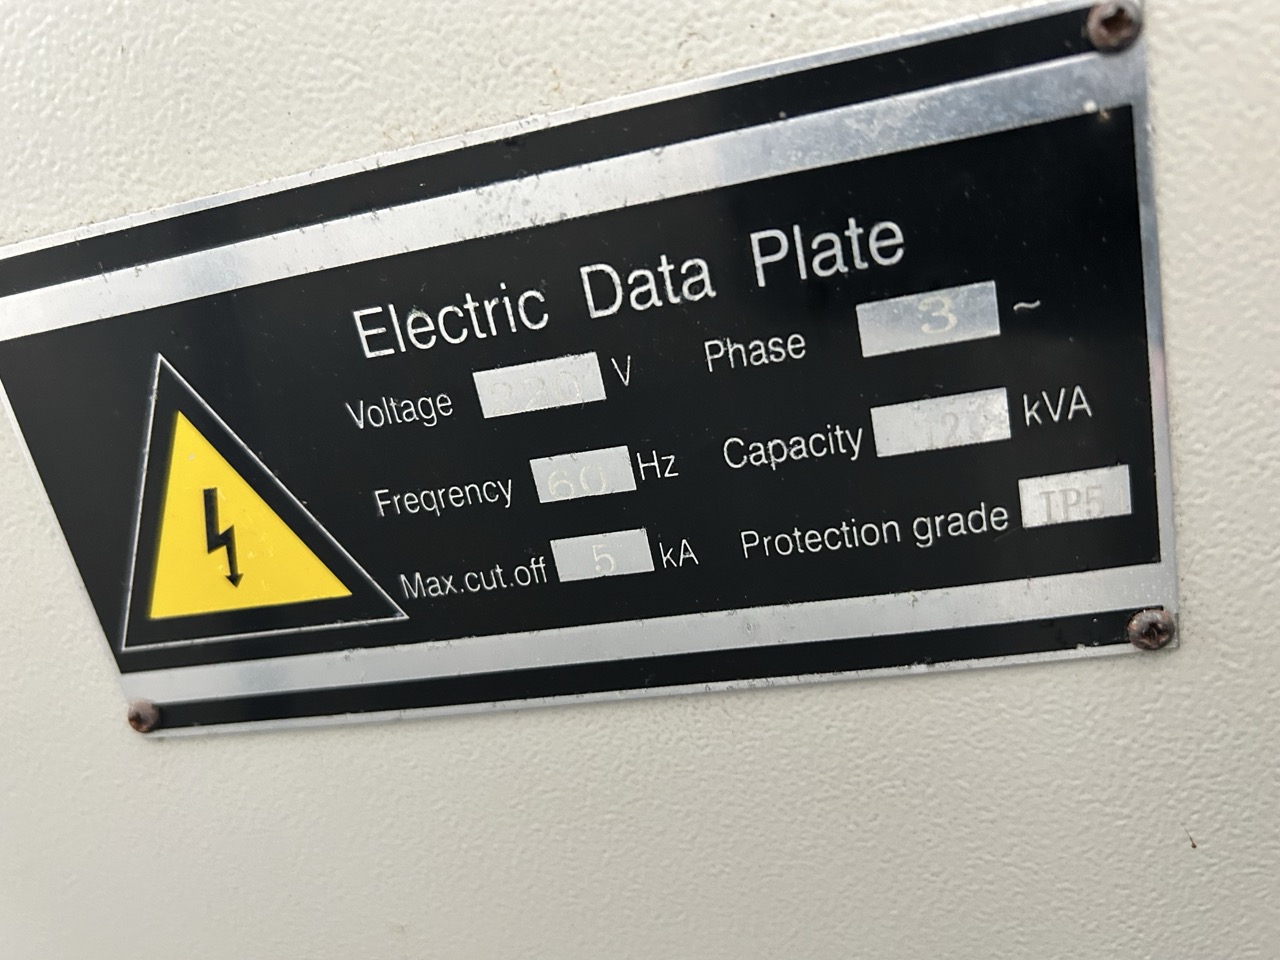 Electric Data Plate
Voltage 220 V Phase 3 ~
Freqrency 60 Hz Capacity kVA
Max.cut.off 5 kA Protection grade IP5